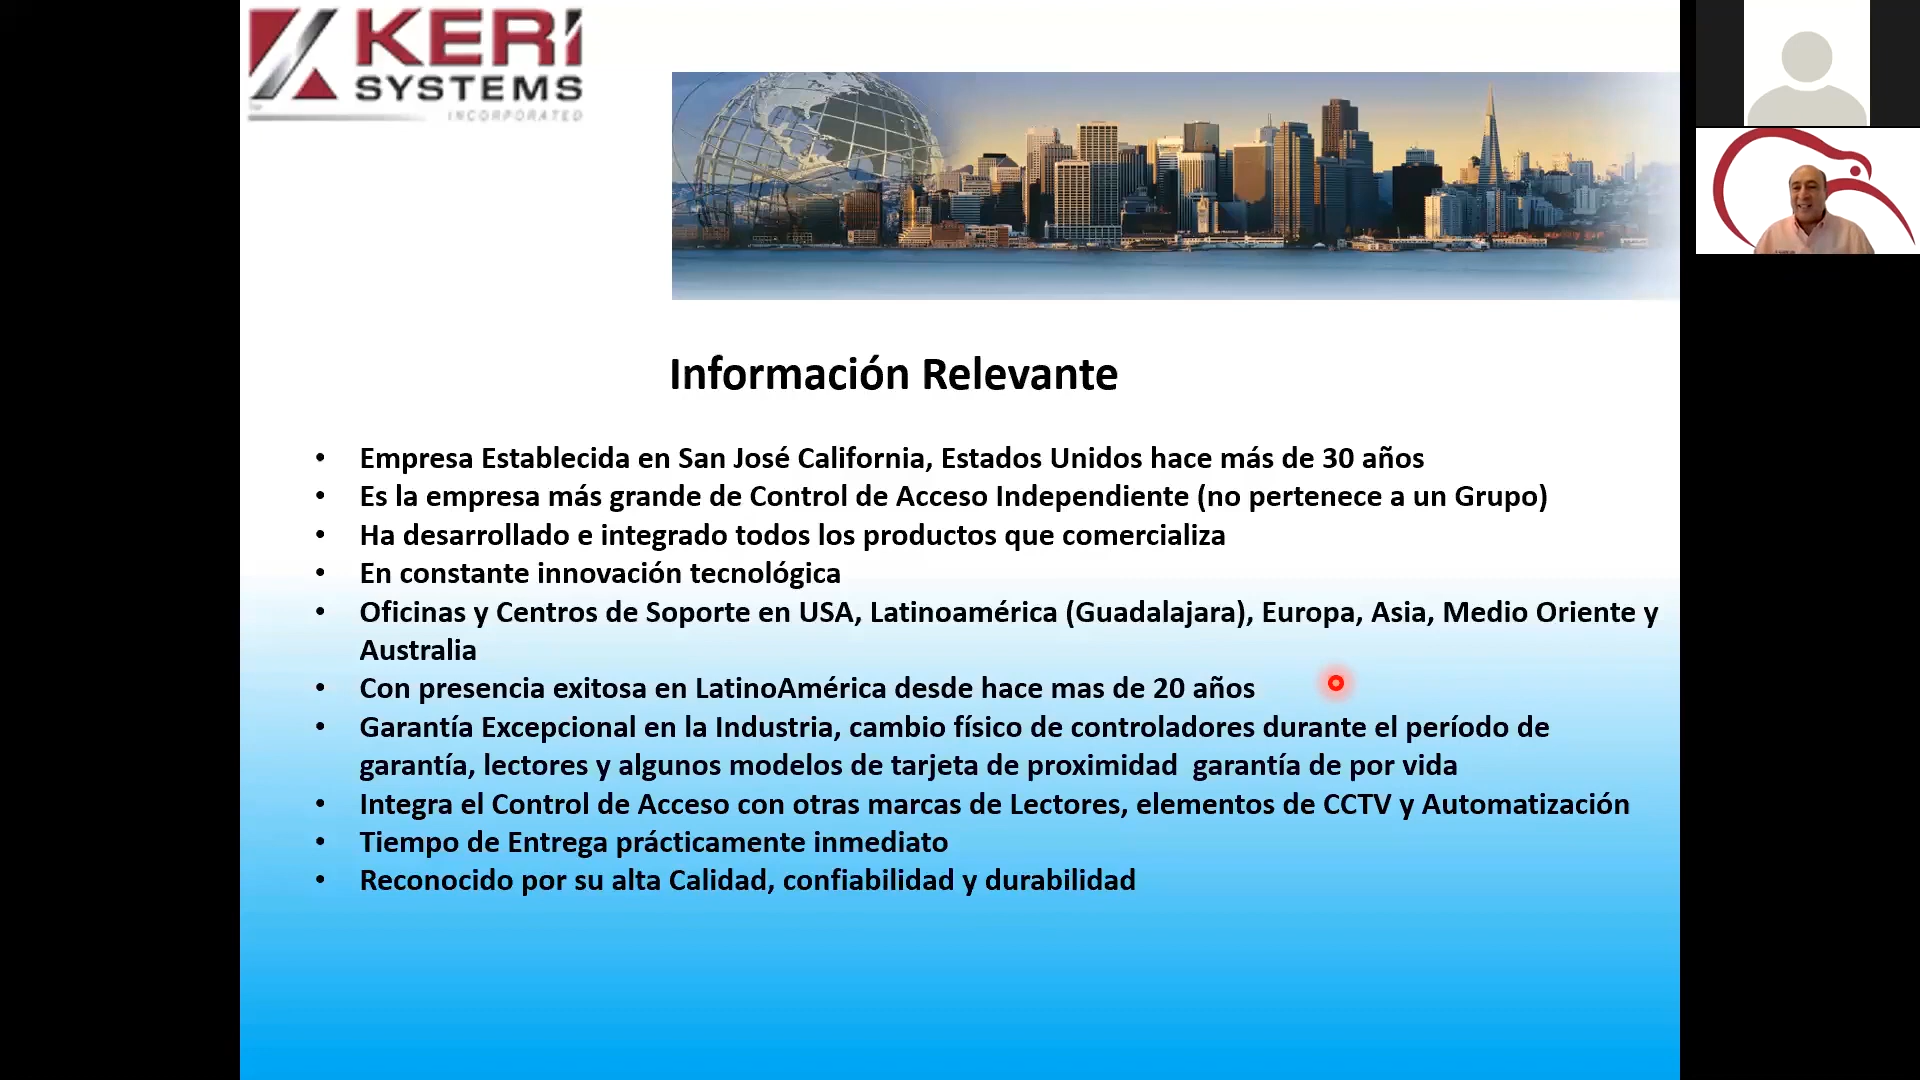 KERI
SYSTEMS
INCORPORATED
Información Relevante
• Empresa Establecida en San José California, Estados Unidos hace más de 30 años
• Es la empresa más grande de Control de Acceso Independiente (no pertenece a un Grupo)
• Ha desarrollado e integrado todos los productos que comercializa
• En constante innovación tecnológica
• Oficinas y Centros de Soporte en USA, Latinoamérica (Guadalajara), Europa, Asia, Medio Oriente y
Australia
• Con presencia exitosa en LatinoAmérica desde hace mas de 20 años
• Garantía Excepcional en la Industria, cambio físico de controladores durante el período de
garantía, lectores y algunos modelos de tarjeta de proximidad  garantía de por vida
• Integra el Control de Acceso con otras marcas de Lectores, elementos de CCTV y Automatización
• Tiempo de Entrega prácticamente inmediato
• Reconocido por su alta Calidad, confiabilidad y durabilidad